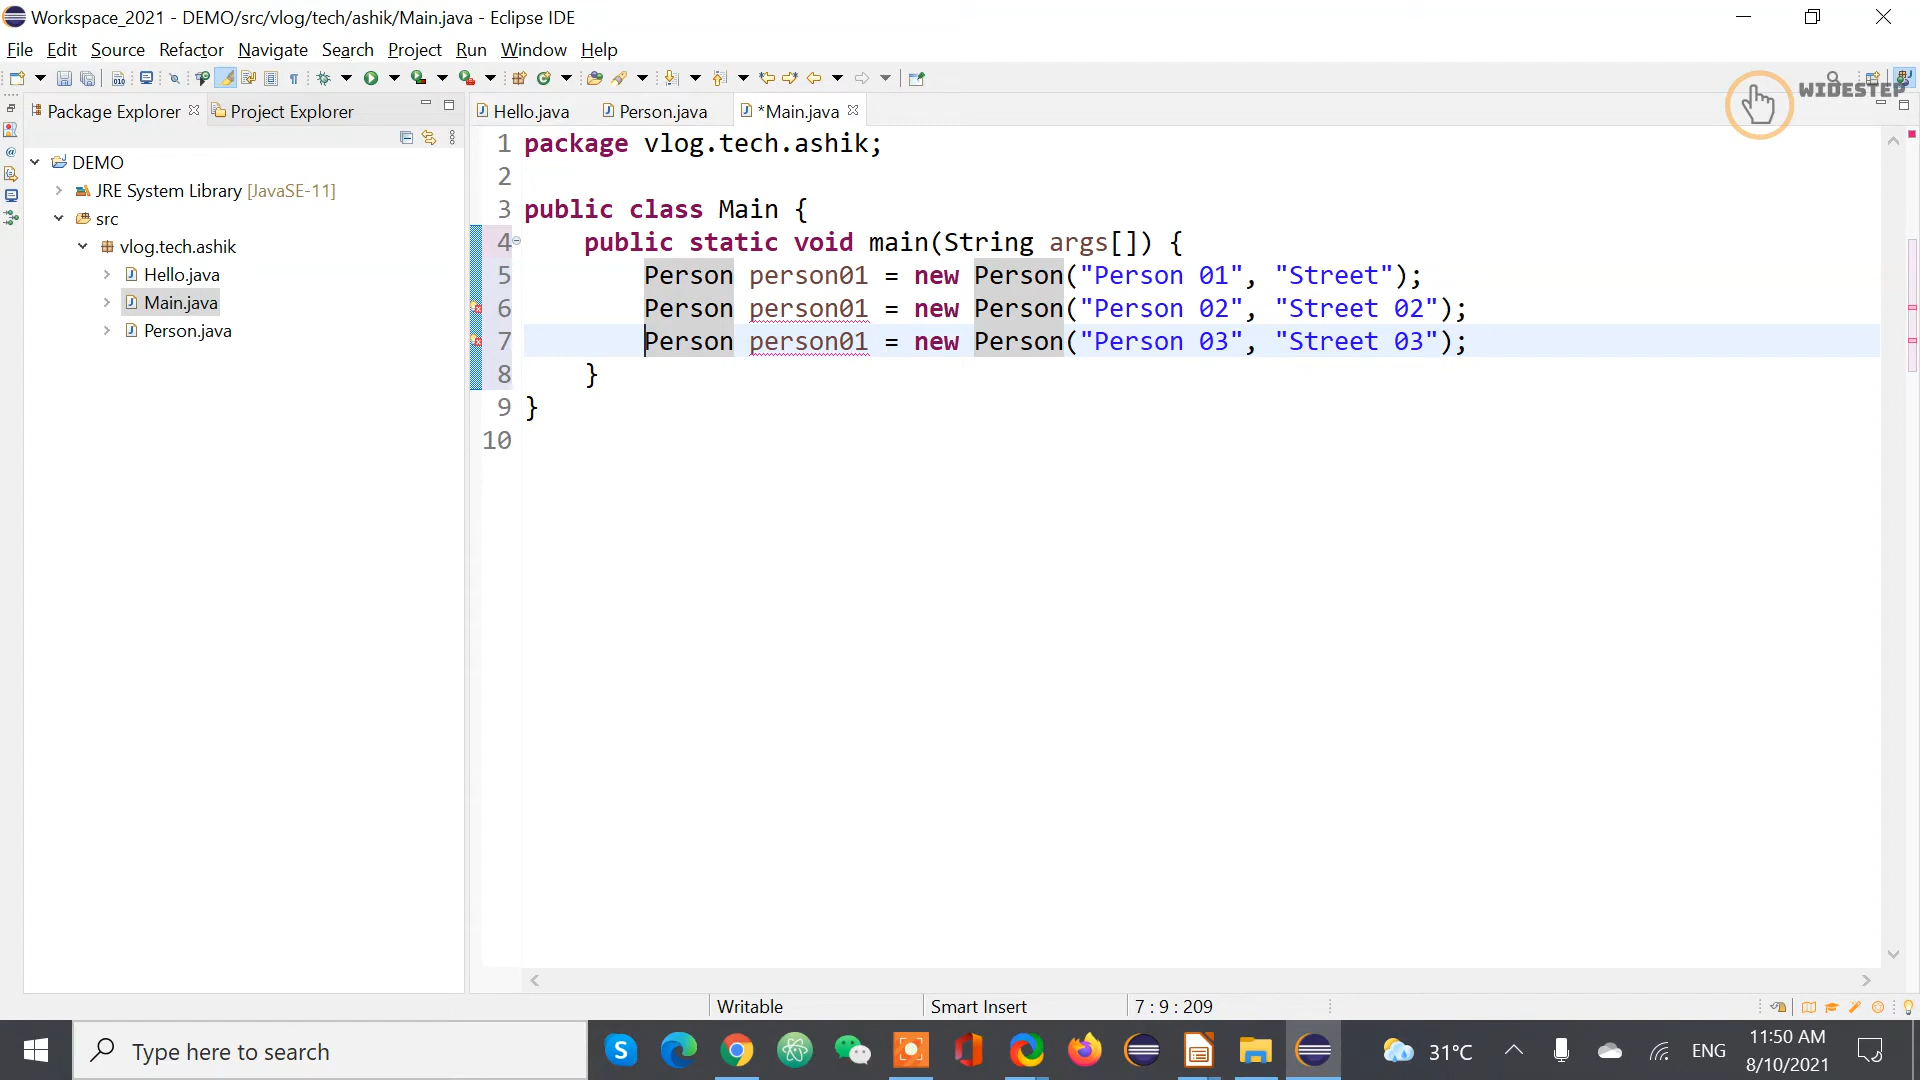 Workspace_2021 - DEMO/src/vlog/tech/ashik/Main.java - Eclipse IDE
File Edit Source Refactor Navigate Search Project Run Window Help
WIDESTEP
Package Explorer Project Explorer
Hello.java Person.java *Main.java
DEMO
JRE System Library [JavaSE-11]
src
vlog.tech.ashik
Hello.java
Main.java
Person.java
1 package vlog.tech.ashik;
2
3 public class Main {
4 public static void main(String args[]) {
5 Person person01 = new Person("Person 01", "Street");
6 Person person01 = new Person("Person 02", "Street 02");
7 Person person01 = new Person("Person 03", "Street 03");
8 }
9 }
10
Writable Smart Insert 7 : 9 : 209
Type here to search
31°C ENG
11:50 AM
8/10/2021